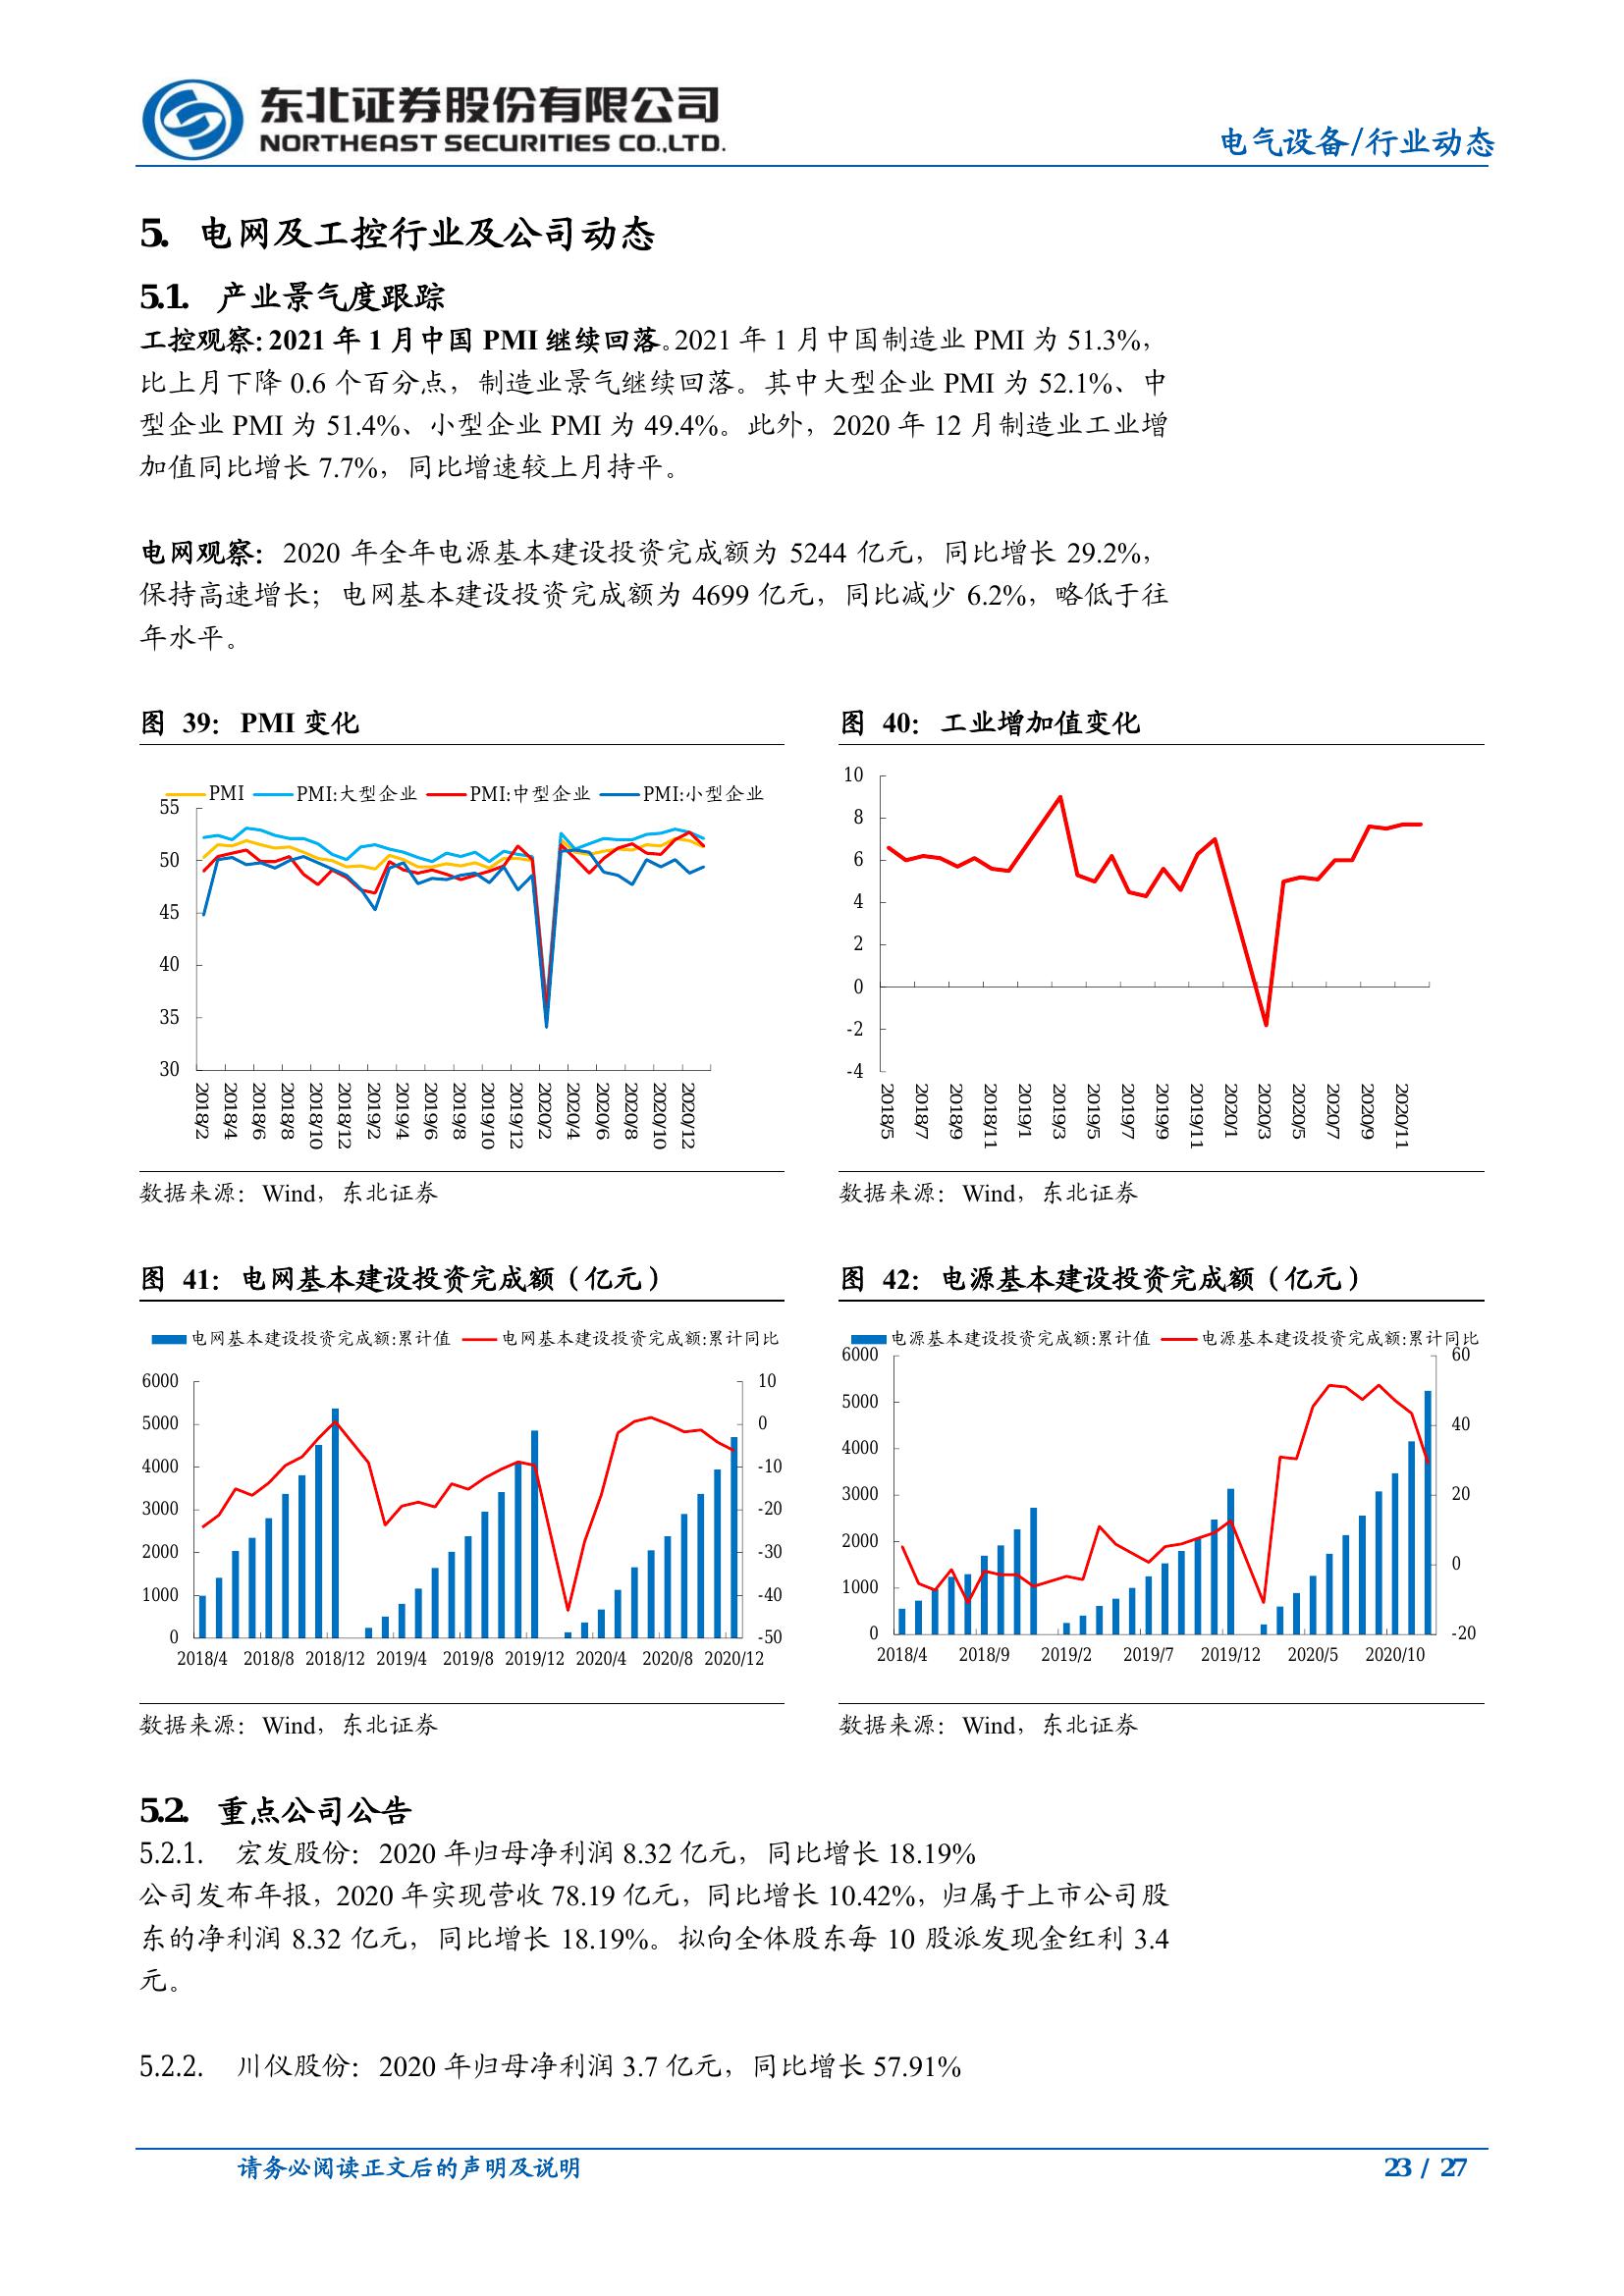 东北证券股份有限公司
NORTHEAST SECURITIES CO.,LTD.
电气设备/行业动态
5. 电网及工控行业及公司动态
5.1. 产业景气度跟踪
工控观察：2021 年 1 月中国 PMI 继续回落。2021 年 1 月中国制造业 PMI 为 51.3%，
比上月下降 0.6 个百分点，制造业景气继续回落。其中大型企业 PMI 为 52.1%、中
型企业 PMI 为 51.4%、小型企业 PMI 为 49.4%。此外，2020 年 12 月制造业工业增
加值同比增长 7.7%，同比增速较上月持平。
电网观察：2020 年全年电源基本建设投资完成额为 5244 亿元，同比增长 29.2%，
保持高速增长；电网基本建设投资完成额为 4699 亿元，同比减少 6.2%，略低于往
年水平。
图 39：PMI 变化
PMI PMI:大型企业 PMI:中型企业 PMI:小型企业
55
50
45
40
35
30
2018/2 2018/4 2018/6 2018/8 2018/10 2018/12 2019/2 2019/4 2019/6 2019/8 2019/10 2019/12 2020/2 2020/4 2020/6 2020/8 2020/10 2020/12
数据来源：Wind，东北证券
图 40：工业增加值变化
10
8
6
4
2
0
-2
-4
2018/5 2018/7 2018/9 2018/11 2019/1 2019/3 2019/5 2019/7 2019/9 2019/11 2020/1 2020/3 2020/5 2020/7 2020/9 2020/11
数据来源：Wind，东北证券
图 41：电网基本建设投资完成额（亿元）
电网基本建设投资完成额:累计值 电网基本建设投资完成额:累计同比
6000 10
5000 0
4000 -10
3000 -20
2000 -30
1000 -40
0 -50
2018/4 2018/8 2018/12 2019/4 2019/8 2019/12 2020/4 2020/8 2020/12
数据来源：Wind，东北证券
图 42：电源基本建设投资完成额（亿元）
电源基本建设投资完成额:累计值 电源基本建设投资完成额:累计同比
6000 60
5000
4000 40
3000 20
2000
1000 0
0 -20
2018/4 2018/9 2019/2 2019/7 2019/12 2020/5 2020/10
数据来源：Wind，东北证券
5.2. 重点公司公告
5.2.1. 宏发股份：2020 年归母净利润 8.32 亿元，同比增长 18.19%
公司发布年报，2020 年实现营收 78.19 亿元，同比增长 10.42%，归属于上市公司股
东的净利润 8.32 亿元，同比增长 18.19%。拟向全体股东每 10 股派发现金红利 3.4
元。
5.2.2. 川仪股份：2020 年归母净利润 3.7 亿元，同比增长 57.91%
请务必阅读正文后的声明及说明
23 / 27